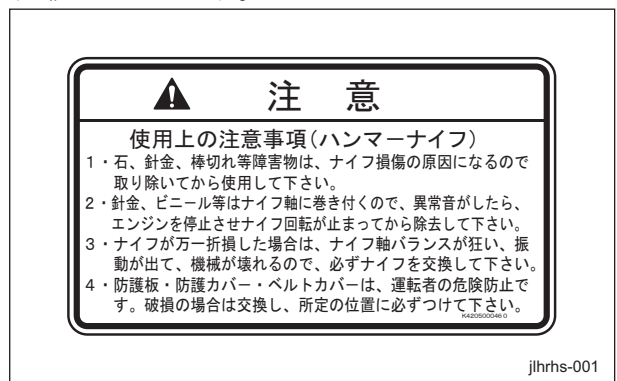 注 意
使用上の注意事項(ハンマーナイフ)
1・石、針金、棒切れ等障害物は、ナイフ損傷の原因になるので
取り除いてから使用して下さい。
2・針金、ビニール等はナイフ軸に巻き付くので、異常音がしたら、
エンジンを停止させナイフ回転が止まってから除去して下さい。
3・ナイフが万一折損した場合は、ナイフ軸バランスが狂い、振
動が出て、機械が壊れるので、必ずナイフを交換して下さい。
4・防護板・防護カバー・ベルトカバーは、運転者の危険防止で
す。破損の場合は交換し、所定の位置に必ずつけて下さい。
K4205000460
jlhrhs-001